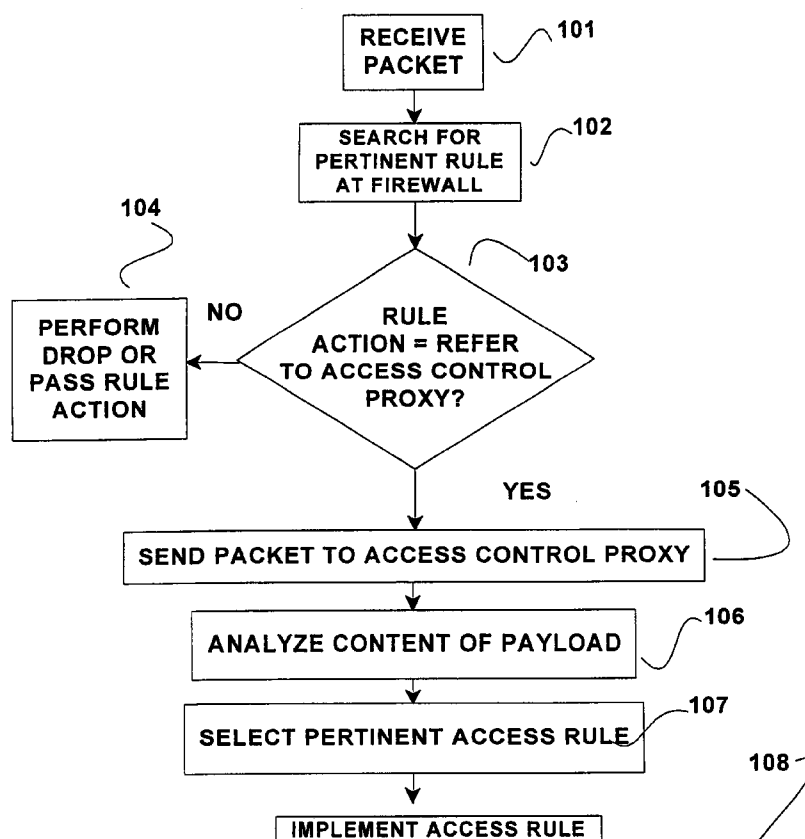 RECEIVE
PACKET
101
SEARCH FOR
PERTINENT RULE
AT FIREWALL
102
104
103
NO
PERFORM
DROP OR
PASS RULE
ACTION
RULE
ACTION = REFER
TO ACCESS CONTROL
PROXY?
YES
105
SEND PACKET TO ACCESS CONTROL PROXY
106
ANALYZE CONTENT OF PAYLOAD
107
SELECT PERTINENT ACCESS RULE
108
IMPLEMENT ACCESS RULE